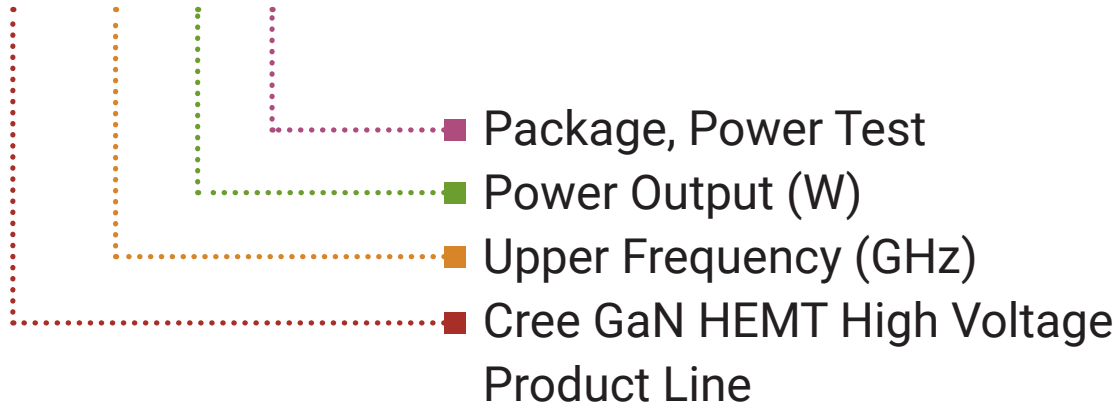 Package, Power Test
Power Output (W)
Upper Frequency (GHz)
Cree GaN HEMT High Voltage
Product Line